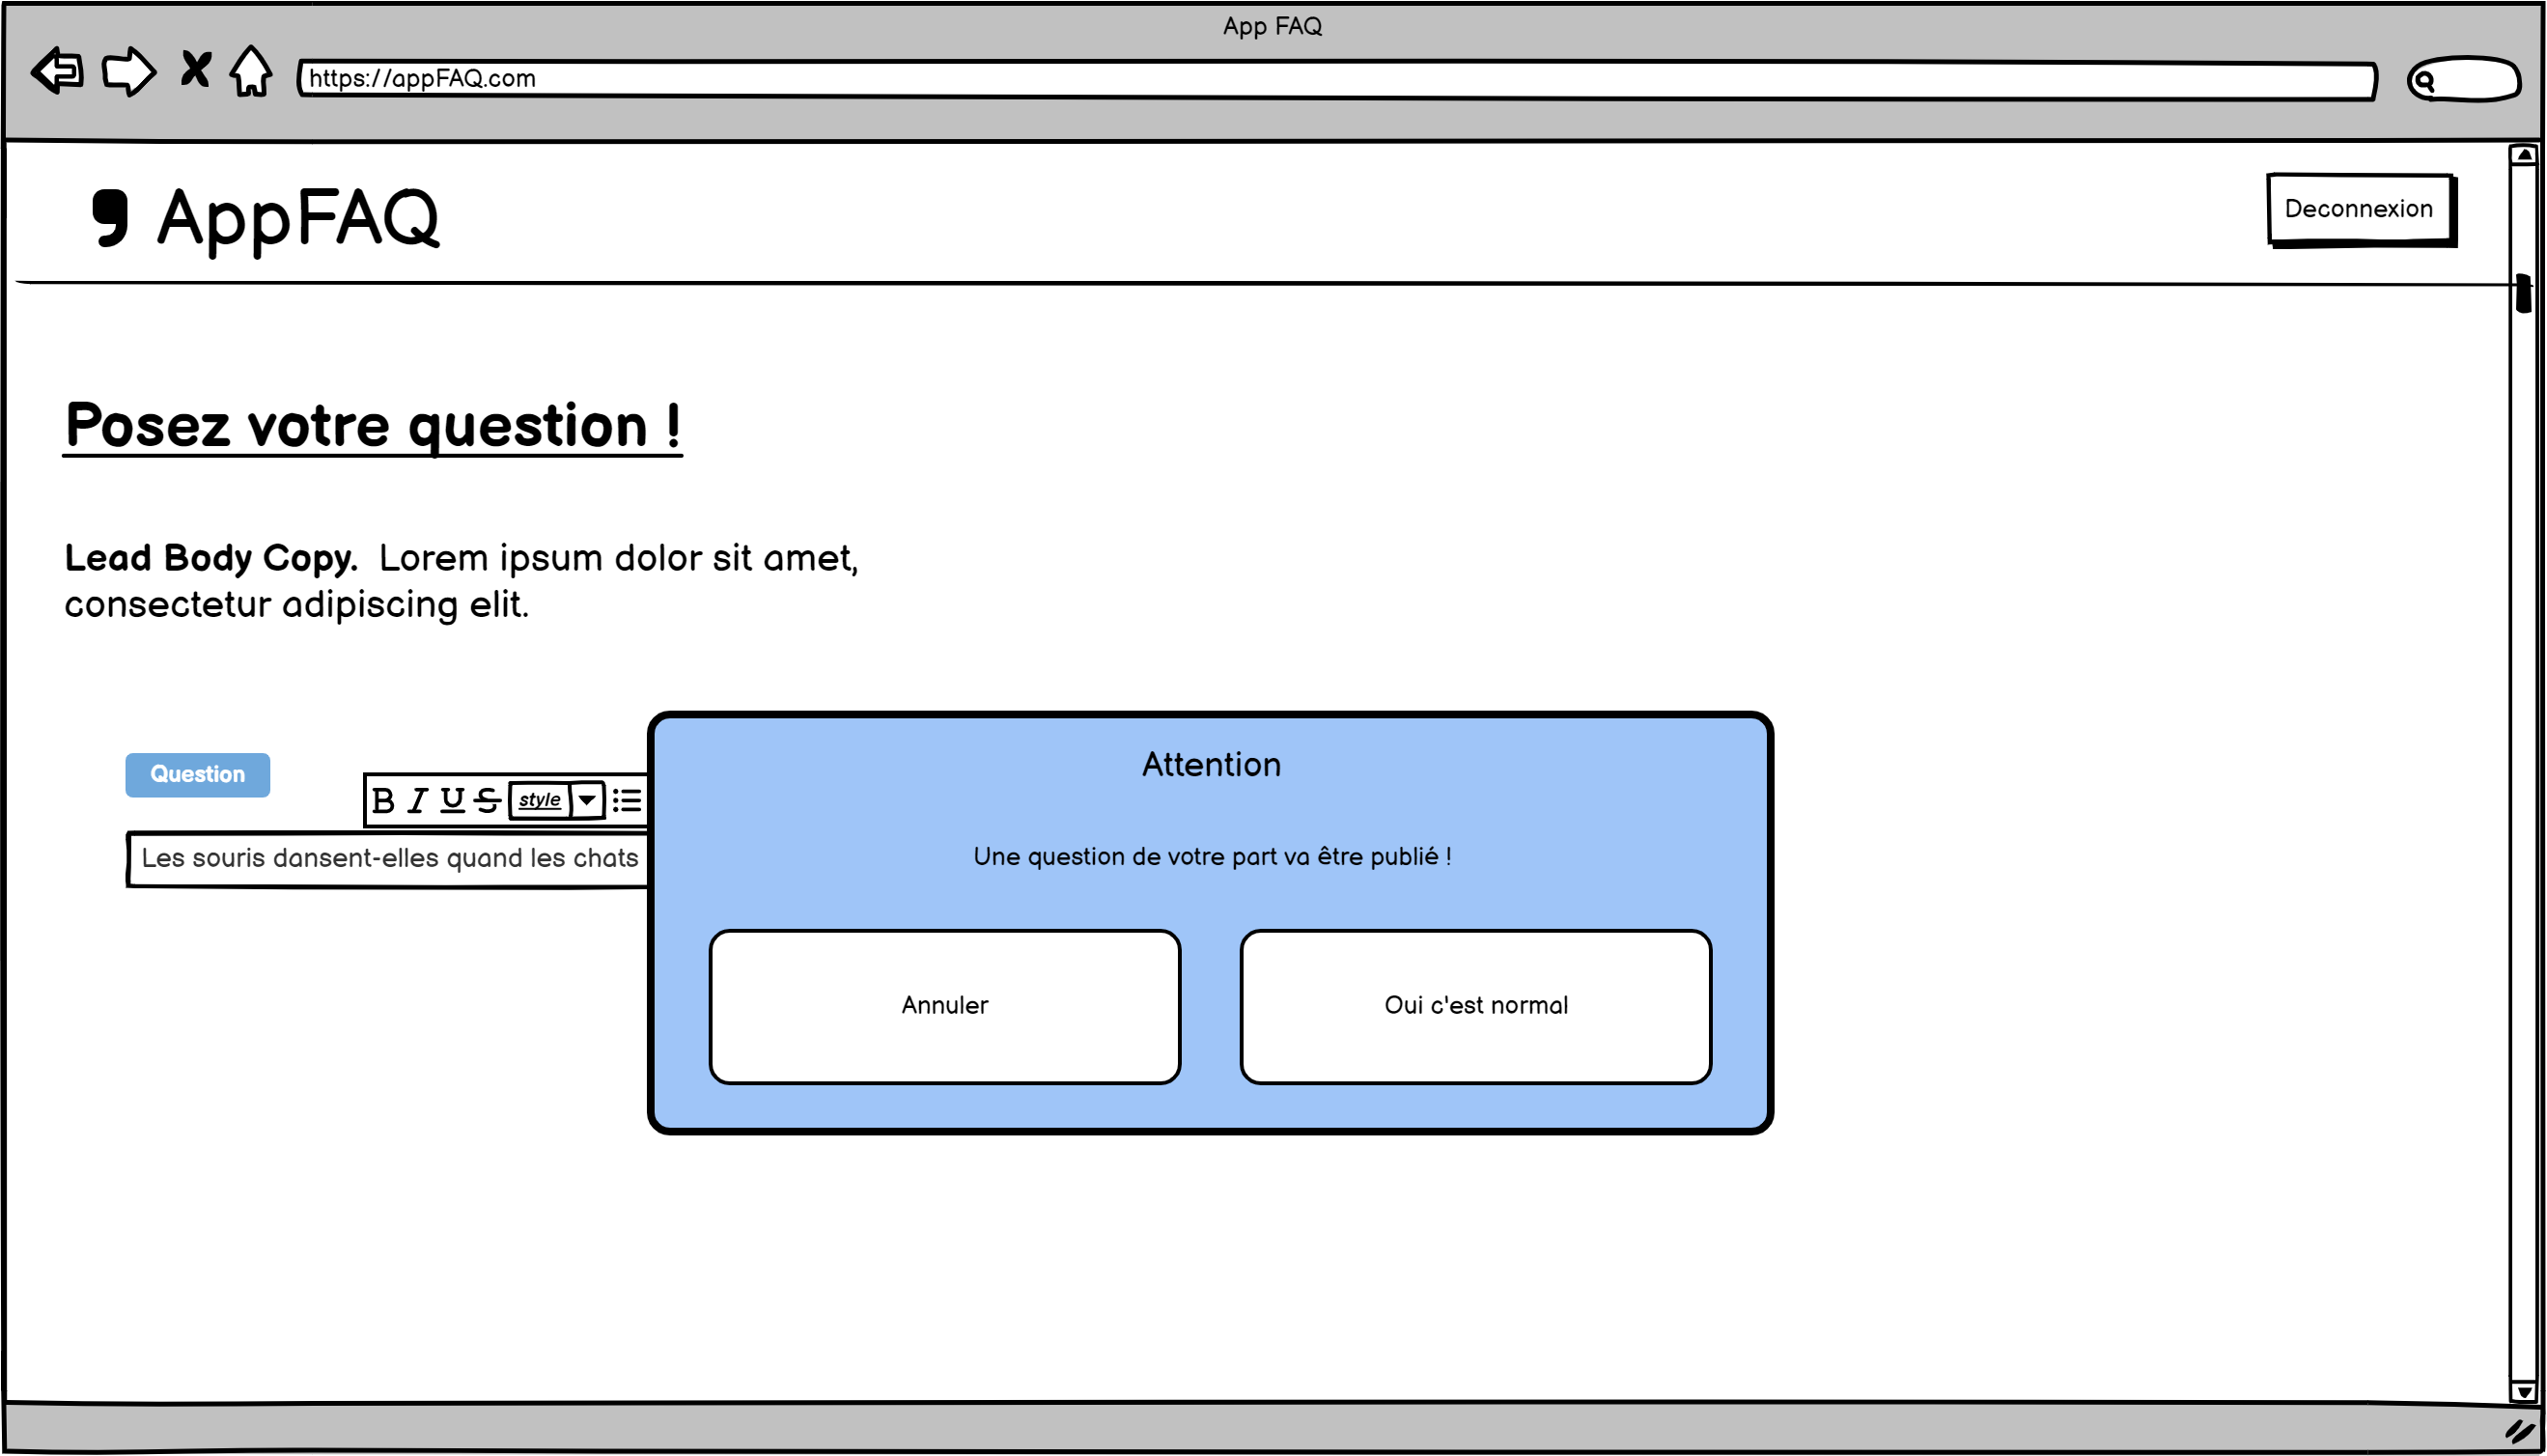 App FAQ
https://appFAQ.com
AppFAQ
Deconnexion
Posez votre question !
Lead Body Copy. Lorem ipsum dolor sit amet,
consectetur adipiscing elit.
Question
B I U S style
Les souris dansent-elles quand les chats
Attention
Une question de votre part va être publié !
Annuler
Oui c'est normal